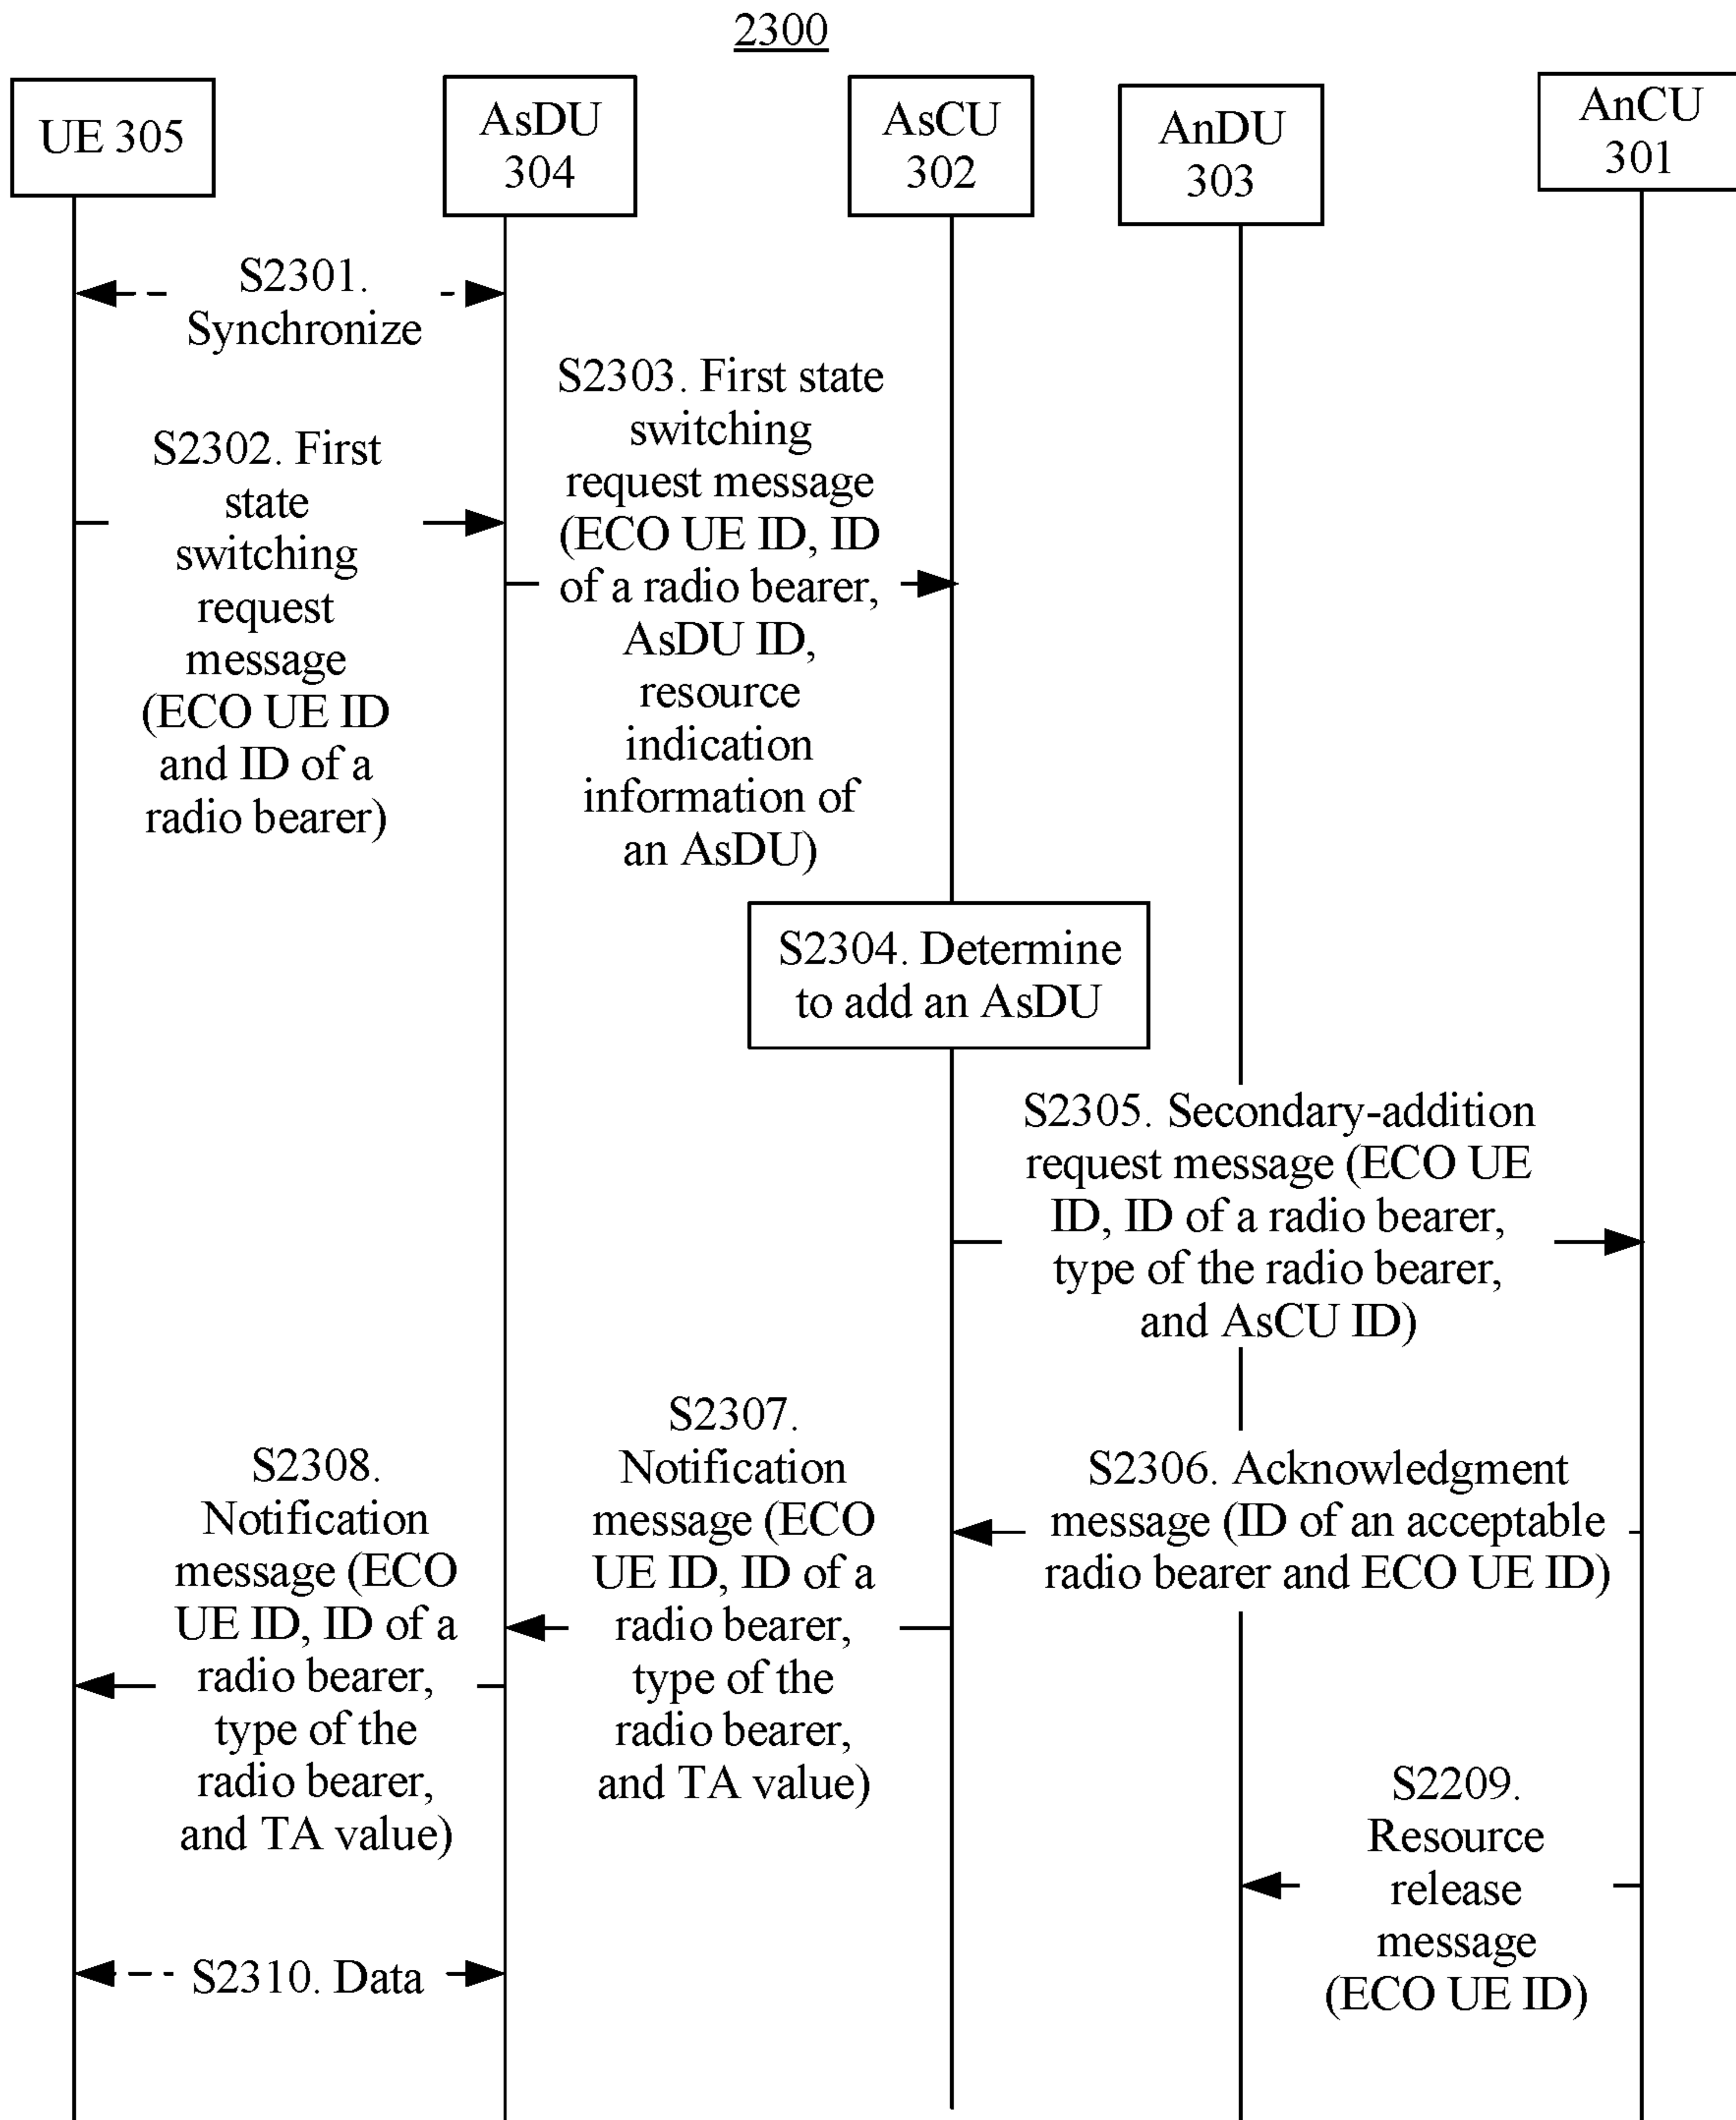 2300
UE 305
AsDU
304
AsCU
302
AnDU
303
AnCU
301
S2301.
Synchronize
S2302. First
state
switching
request
message
(ECO UE ID
and ID of a
radio bearer)
S2303. First state
switching
request message
(ECO UE ID, ID
of a radio bearer,
AsDU ID,
resource
indication
information of
an AsDU)
S2304. Determine
to add an AsDU
S2305. Secondary-addition
request message (ECO UE
ID, ID of a radio bearer,
type of the radio bearer,
and AsCU ID)
S2306. Acknowledgment
message (ID of an acceptable
radio bearer and ECO UE ID)
S2307.
Notification
message (ECO
UE ID, ID of a
radio bearer,
type of the
radio bearer,
and TA value)
S2308.
Notification
message (ECO
UE ID, ID of a
radio bearer,
type of the
radio bearer,
and TA value)
S2209.
Resource
release
message
(ECO UE ID)
S2310. Data